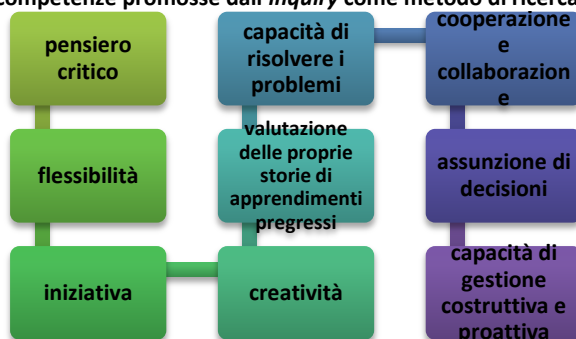 competenze promosse dall'inquiry come metodo di ricerca
pensiero
critico
flessibilità
iniziativa
creatività
valutazione
delle proprie
storie di
apprendimenti
pregressi
capacità di
risolvere i
problemi
cooperazione
e
collaborazion
e
assunzione di
decisioni
capacità di
gestione
costruttiva e
proattiva